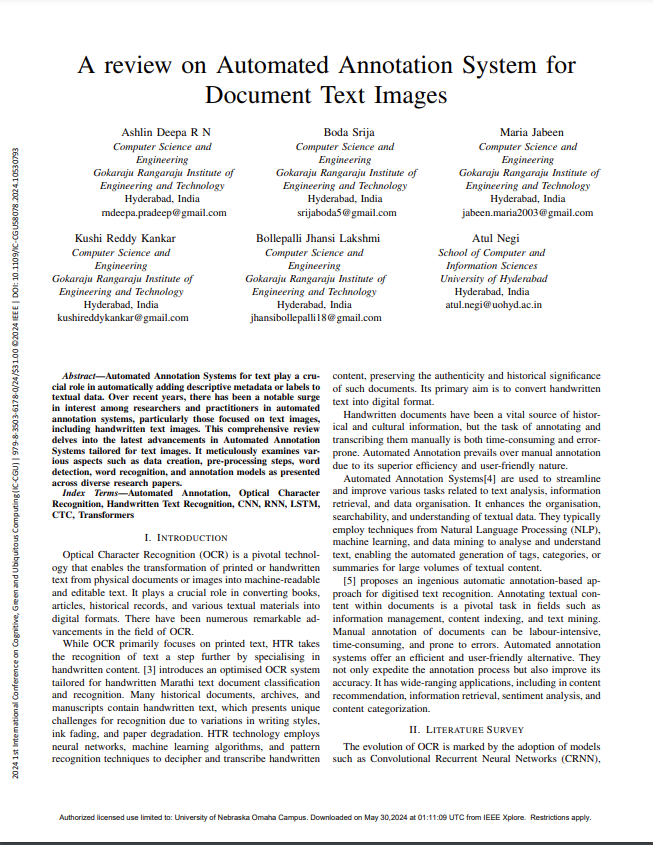 A review on Automated Annotation System for
Document Text Images
Ashlin Deepa R N
Computer Science and
Engineering
Gokaraju Rangaraju Institute of
Engineering and Technology
Hyderabad, India
rndeepa.pradeep@gmail.com
Boda Srija
Computer Science and
Engineering
Gokaraju Rangaraju Institute of
Engineering and Technology
Hyderabad, India
srijaboda5@gmail.com
Maria Jabeen
Computer Science and
Engineering
Gokaraju Rangaraju Institute of
Engineering and Technology
Hyderabad, India
jabeen.maria2003@gmail.com
Kushi Reddy Kankar
Computer Science and
Engineering
Gokaraju Rangaraju Institute of
Engineering and Technology
Hyderabad, India
kushireddykankar@gmail.com
Bollepalli Jhansi Lakshmi
Computer Science and
Engineering
Gokaraju Rangaraju Institute of
Engineering and Technology
Hyderabad, India
jhansibollepalli18@gmail.com
Atul Negi
School of Computer and
Information Sciences
University of Hyderabad
Hyderabad, India
atul.negi@uohyd.ac.in
Abstract—Automated Annotation Systems for text play a cru-
cial role in automatically adding descriptive metadata or labels to
textual data. Over recent years, there has been a notable surge
in interest among researchers and practitioners in automated
annotation systems, particularly those focused on text images,
including handwritten text images. This comprehensive review
delves into the latest advancements in Automated Annotation
Systems tailored for text images. It meticulously examines var-
ious aspects such as data creation, pre-processing steps, word
detection, word recognition, and annotation models as presented
across diverse research papers.
Index Terms—Automated Annotation, Optical Character
Recognition, Handwritten Text Recognition, CNN, RNN, LSTM,
CTC, Transformers
I. INTRODUCTION
Optical Character Recognition (OCR) is a pivotal technol-
ogy that enables the transformation of printed or handwritten
text from physical documents or images into machine-readable
and editable text. It plays a crucial role in converting books,
articles, historical records, and various textual materials into
digital formats. There have been numerous remarkable ad-
vancements in the field of OCR.
While OCR primarily focuses on printed text, HTR takes
the recognition of text a step further by specialising in
handwritten content. [3] introduces an optimised OCR system
tailored for handwritten Marathi text document classification
and recognition. Many historical documents, archives, and
manuscripts contain handwritten text, which presents unique
challenges for recognition due to variations in writing styles,
ink fading, and paper degradation. HTR technology employs
neural networks, machine learning algorithms, and pattern
recognition techniques to decipher and transcribe handwritten
content, preserving the authenticity and historical significance
of such documents. Its primary aim is to convert handwritten
text into digital format.
Handwritten documents have been a vital source of histor-
ical and cultural information, but the task of annotating and
transcribing them manually is both time-consuming and error-
prone. Automated Annotation prevails over manual annotation
due to its superior efficiency and user-friendly nature.
Automated Annotation Systems[4] are used to streamline
and improve various tasks related to text analysis, information
retrieval, and data organisation. It enhances the organisation,
searchability, and understanding of textual data. They typically
employ techniques from Natural Language Processing (NLP),
machine learning, and data mining to analyse and understand
text, enabling the automated generation of tags, categories, or
summaries for large volumes of textual content.
[5] proposes an ingenious automatic annotation-based ap-
proach for digitised text recognition. Annotating textual con-
tent within documents is a pivotal task in fields such as
information management, content indexing, and text mining.
Manual annotation of documents can be labour-intensive,
time-consuming, and prone to errors. Automated annotation
systems offer an efficient and user-friendly alternative. They
not only expedite the annotation process but also improve its
accuracy. It has wide-ranging applications, including in content
recommendation, information retrieval, sentiment analysis, and
content categorization.
II. LITERATURE SURVEY
The evolution of OCR is marked by the adoption of models
such as Convolutional Recurrent Neural Networks (CRNN),
2024 1st International Conference on Cognitive, Green and Ubiquitous Computing (IC-CGU) | 979-8-3503-6178-0/24/$31.00 ©2024 IEEE | DOI: 10.1109/IC-CGU58078.2024.10530793
Authorized licensed use limited to: University of Nebraska Omaha Campus. Downloaded on May 30,2024 at 01:11:09 UTC from IEEE Xplore. Restrictions apply.